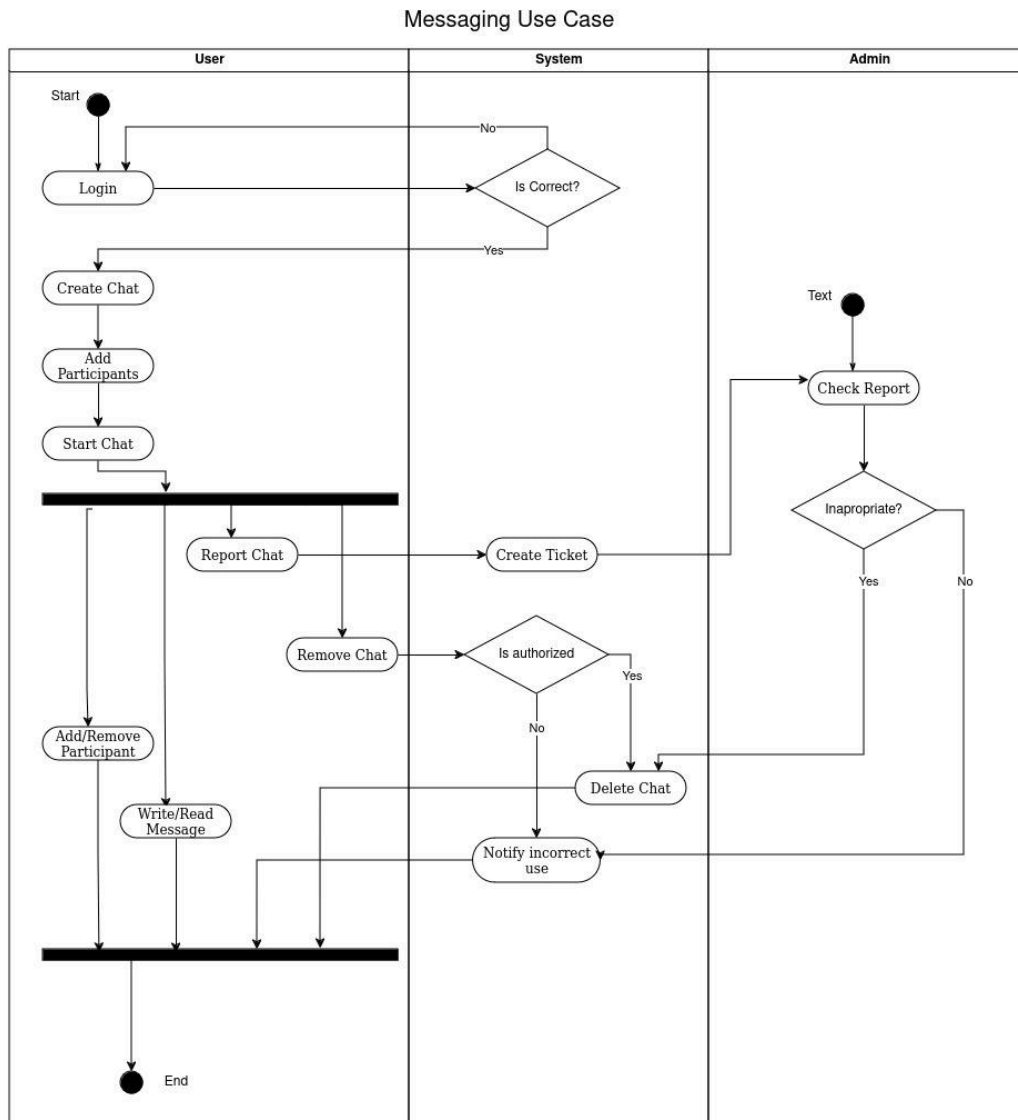 Messaging Use Case
User
System
Admin
Start
No
Login
Is Correct?
Yes
Create Chat
Text
Add
Participants
Check Report
Start Chat
Inapropriate?
Report Chat
Create Ticket
Yes
No
Remove Chat
Is authorized
Yes
No
Add/Remove
Participant
Delete Chat
Write/Read
Message
Notify incorrect
use
End